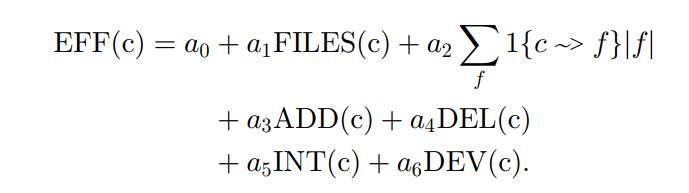 EFF(c) = a₀ + a₁FILES(c) + a₂ ∑_f 1{c ~> f}|f|
+ a₃ADD(c) + a₄DEL(c)
+ a₅INT(c) + a₆DEV(c).